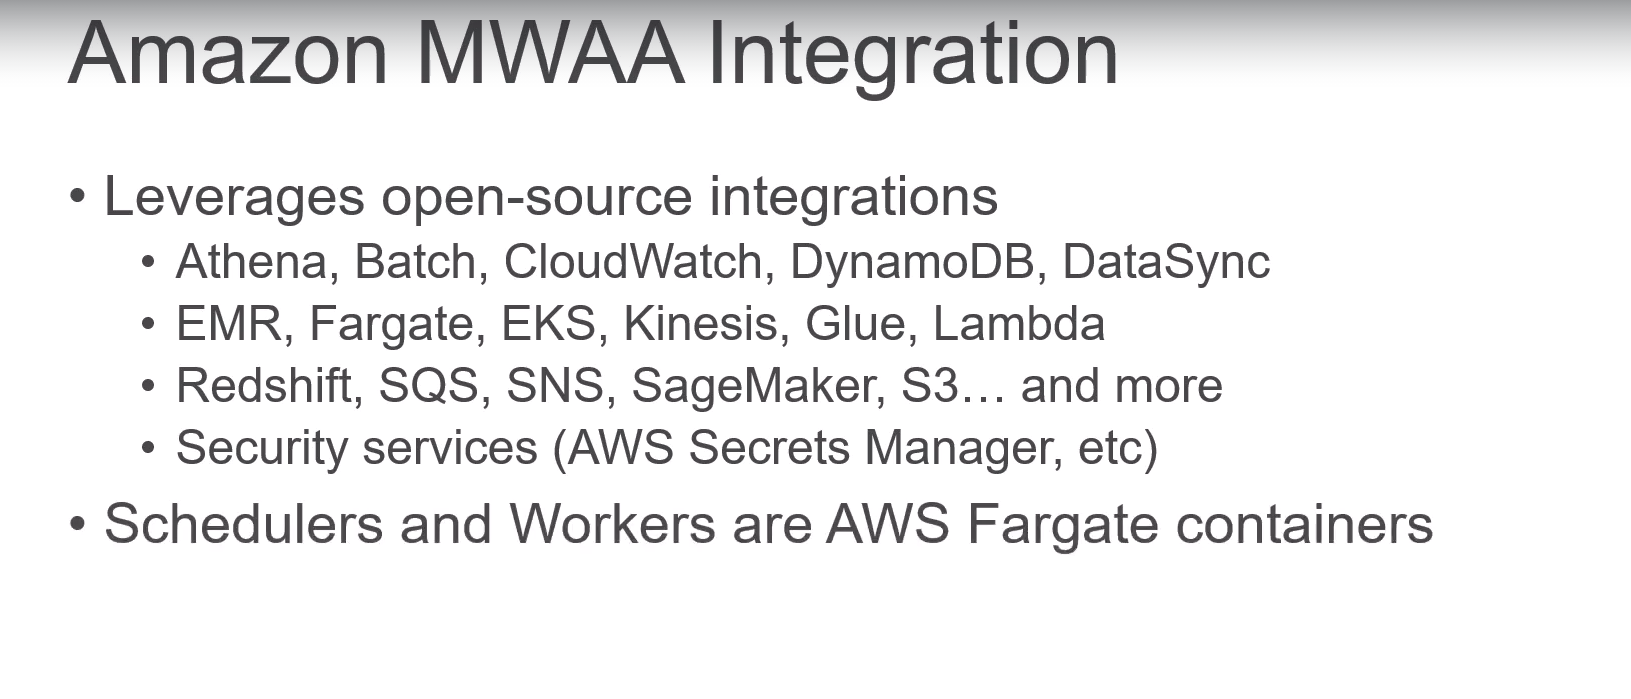 Amazon MWAA Integration
• Leverages open-source integrations
• Athena, Batch, CloudWatch, DynamoDB, DataSync
• EMR, Fargate, EKS, Kinesis, Glue, Lambda
• Redshift, SQS, SNS, SageMaker, S3… and more
• Security services (AWS Secrets Manager, etc)
• Schedulers and Workers are AWS Fargate containers